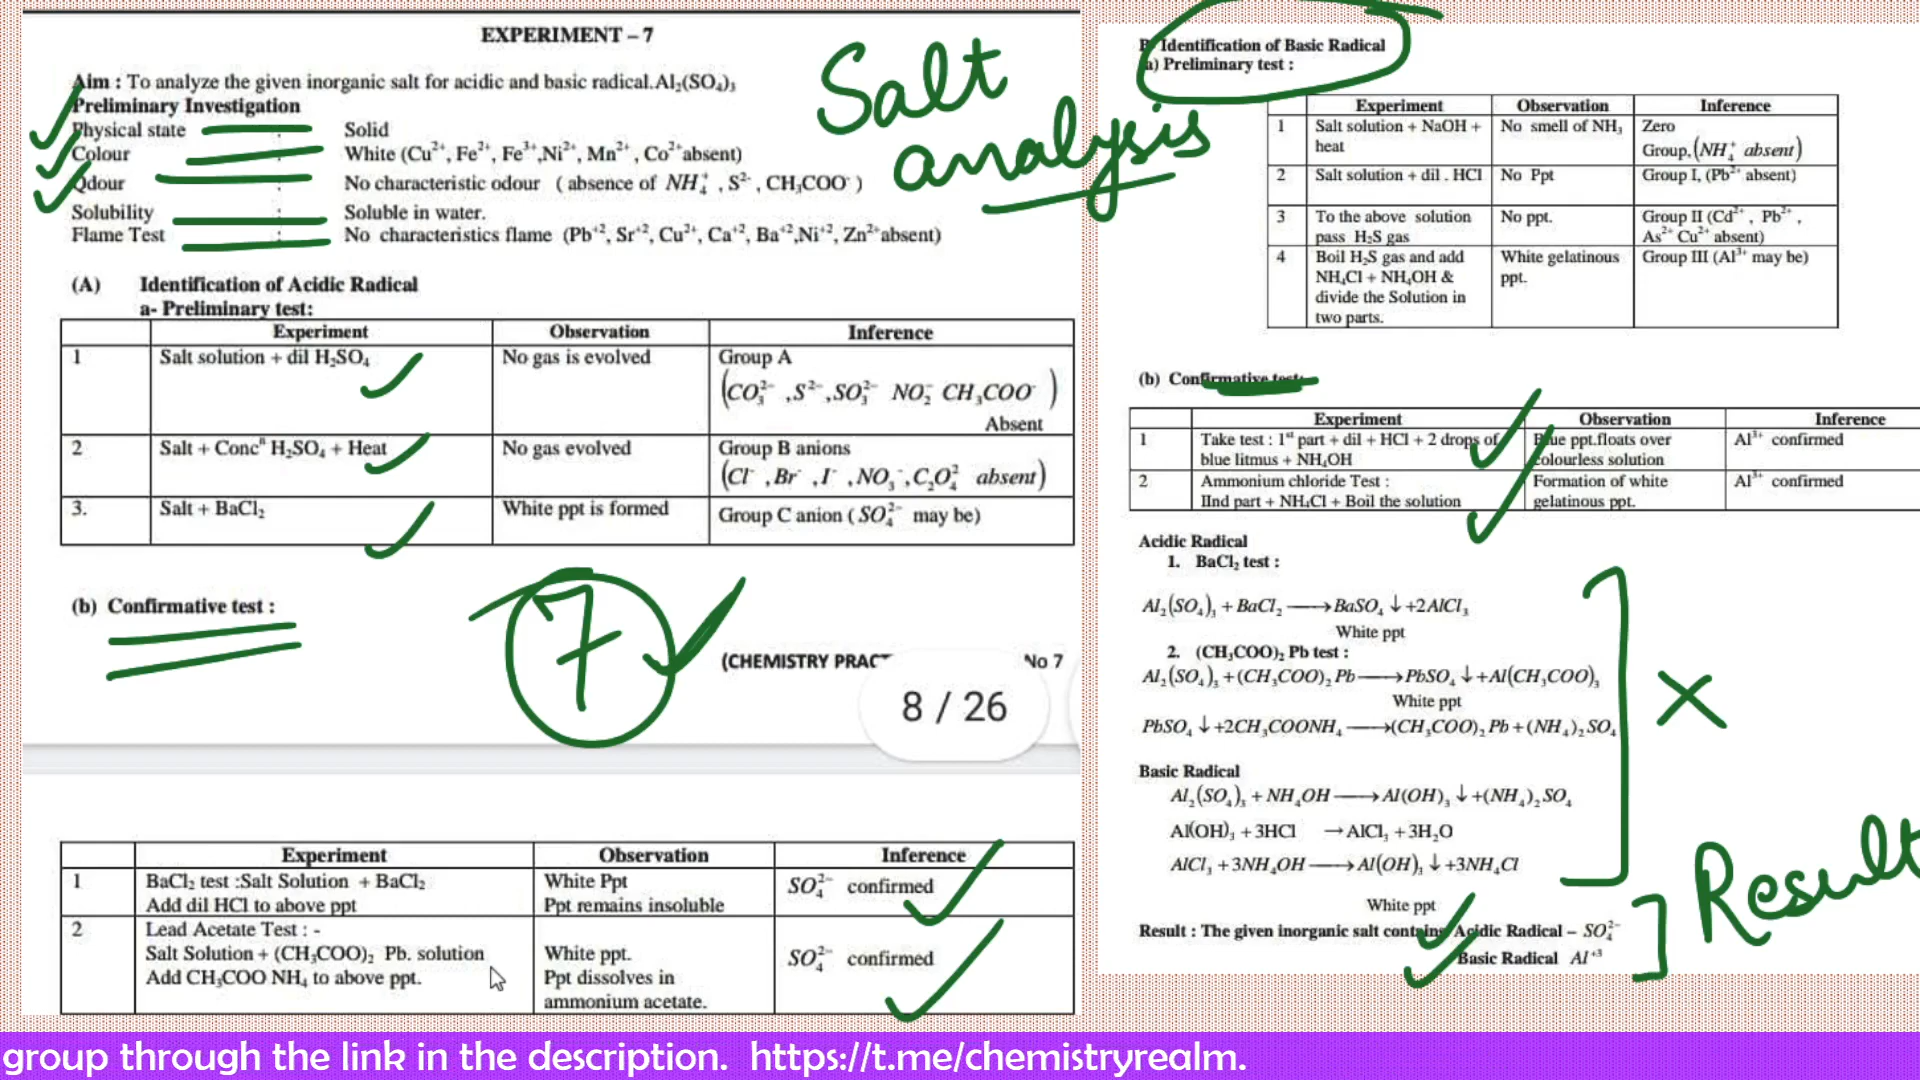 EXPERIMENT – 7
Aim : To analyze the given inorganic salt for acidic and basic radical.Al₂(SO₄)₃
Preliminary Investigation
Physical state : Solid
Colour : White (Cu²⁺, Fe²⁺, Fe³⁺,Ni²⁺, Mn²⁺ , Co²⁺absent)
Odour : No characteristic odour ( absence of NH₄⁺ , S²⁻ , CH₃COO⁻ )
Solubility : Soluble in water.
Flame Test : No characteristics flame (Pb⁺², Sr⁺², Cu²⁺, Ca⁺², Ba⁺²,Ni⁺², Zn²⁺absent)
Salt
analysis
(A) Identification of Acidic Radical
a- Preliminary test:
Experiment Observation Inference
1 Salt solution + dil H₂SO₄ No gas is evolved Group A
(CO₃²⁻ ,S²⁻,SO₃²⁻ NO₂⁻ CH₃COO⁻ )
Absent
2 Salt + Concⁿ H₂SO₄ + Heat No gas evolved Group B anions
(Cl⁻ ,Br⁻ ,I⁻ ,NO₃⁻,C₂O₄² absent)
3. Salt + BaCl₂ White ppt is formed Group C anion ( SO₄²⁻ may be)
(b) Confirmative test :
7
(CHEMISTRY PRACT No 7
8 / 26
Experiment Observation Inference
1 BaCl₂ test :Salt Solution + BaCl₂ White Ppt SO₄²⁻ confirmed
Add dil HCl to above ppt Ppt remains insoluble
2 Lead Acetate Test : -
Salt Solution + (CH₃COO)₂ Pb. solution White ppt. SO₄²⁻ confirmed
Add CH₃COO NH₄ to above ppt. Ppt dissolves in
ammonium acetate.
Identification of Basic Radical
a) Preliminary test :
Experiment Observation Inference
1 Salt solution + NaOH + No smell of NH₃ Zero
heat Group,(NH₄⁺ absent)
2 Salt solution + dil . HCl No Ppt Group I, (Pb²⁺ absent)
3 To the above solution No ppt. Group II (Cd²⁺ , Pb²⁺ ,
pass H₂S gas As²⁺ Cu²⁺ absent)
4 Boil H₂S gas and add White gelatinous Group III (Al³⁺ may be)
NH₄Cl + NH₄OH & ppt.
divide the Solution in
two parts.
(b) Confirmative test:
Experiment Observation Inference
1 Take test : 1ˢᵗ part + dil + HCl + 2 drops of Blue ppt.floats over Al³⁺ confirmed
blue litmus + NH₄OH colourless solution
2 Ammonium chloride Test : Formation of white Al³⁺ confirmed
IInd part + NH₄Cl + Boil the solution gelatinous ppt.
Acidic Radical
1. BaCl₂ test :
Al₂(SO₄)₃ + BaCl₂ ⟶ BaSO₄ ↓ +2AlCl₃
White ppt
2. (CH₃COO)₂ Pb test :
Al₂(SO₄)₃ +(CH₃COO)₂ Pb ⟶ PbSO₄ ↓ +Al(CH₃COO)₃
White ppt
PbSO₄ ↓ +2CH₃COONH₄ ⟶ (CH₃COO)₂ Pb +(NH₄)₂ SO₄
Basic Radical
Al₂(SO₄)₃ + NH₄OH ⟶ Al(OH)₃ ↓ +(NH₄)₂ SO₄
Al(OH)₃ + 3HCl → AlCl₃ + 3H₂O
AlCl₃ + 3NH₄OH ⟶ Al(OH)₃ ↓ +3NH₄Cl
White ppt
Result : The given inorganic salt contains Acidic Radical – SO₄²⁻
Basic Radical Al⁺³
Result
group through the link in the description. https://t.me/chemistryrealm.